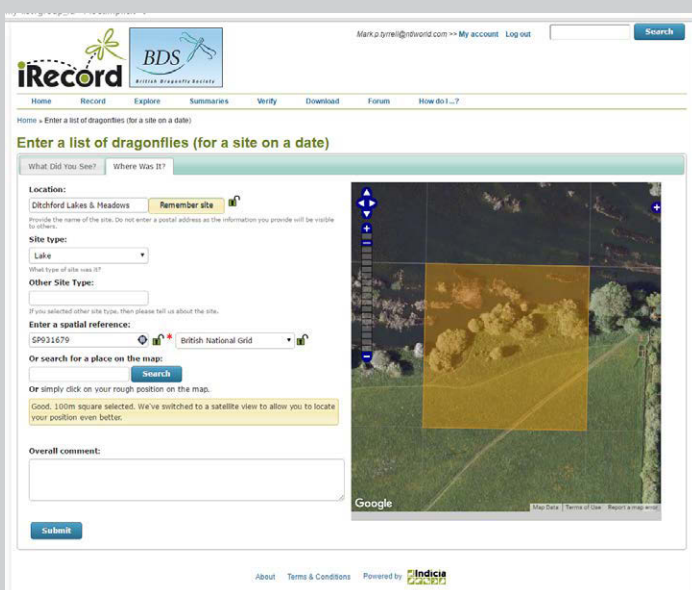 Mark.p.tyrrell@ntlworld.com >> My account Log out
Search
iRecord
BDS
British Dragonfly Society
Home Record Explore Summaries Verify Download Forum How do I ...?
Home » Enter a list of dragonflies (for a site on a date)
Enter a list of dragonflies (for a site on a date)
What Did You See? Where Was It?
Location:
Ditchford Lakes & Meadows Remember site
Provide the name of the site. Do not enter a postal address as the information you provide will be visible
to others.
Site type:
Lake
What type of site was it?
Other Site Type:
If you selected other site type, then please tell us about the site.
Enter a spatial reference:
SP931679 * British National Grid
Or search for a place on the map:
Search
Or simply click on your rough position on the map.
Good. 100m square selected. We've switched to a satellite view to allow you to locate
your position even better.
Overall comment:
Google
Map Data Terms of Use Report a map error
Submit
About Terms & Conditions Powered by Indicia